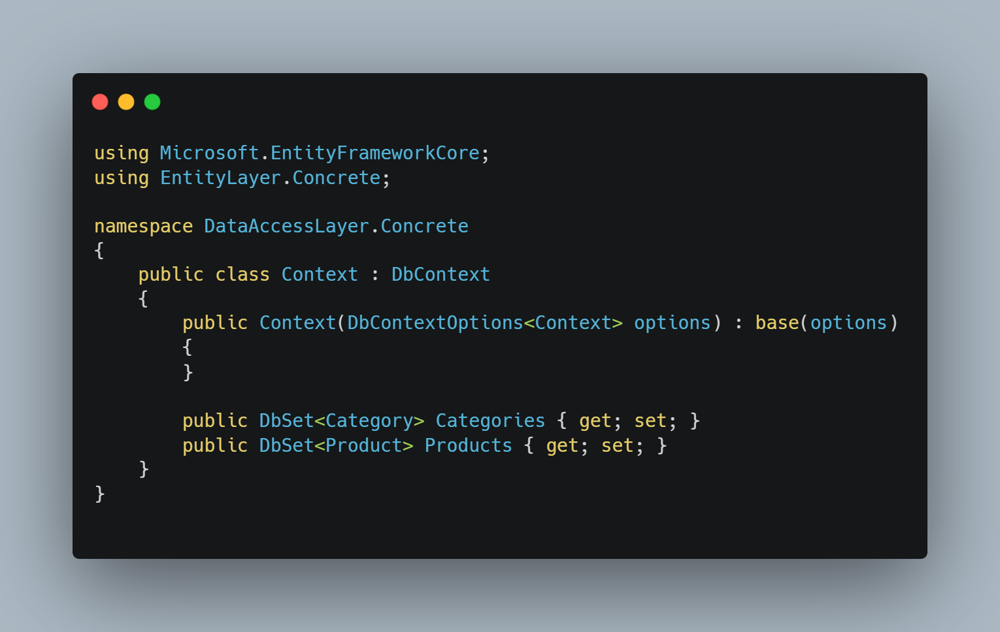 using Microsoft.EntityFrameworkCore;
using EntityLayer.Concrete;

namespace DataAccessLayer.Concrete
{
    public class Context : DbContext
    {
        public Context(DbContextOptions<Context> options) : base(options)
        {
        }

        public DbSet<Category> Categories { get; set; }
        public DbSet<Product> Products { get; set; }
    }
}